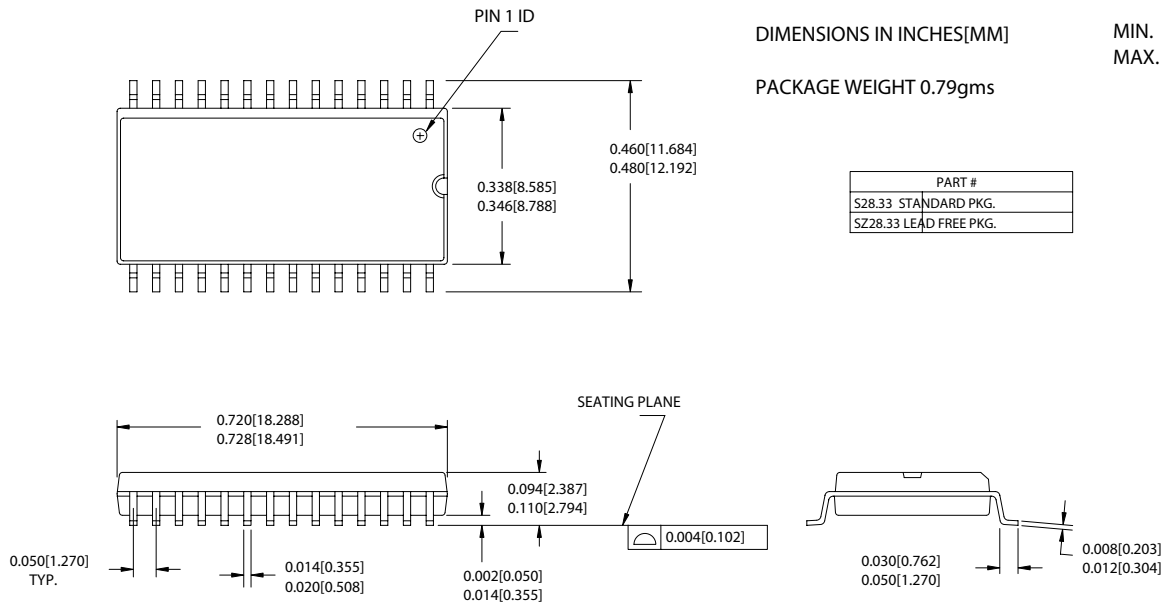 PIN 1 ID
DIMENSIONS IN INCHES[MM]
MIN.
MAX.
PACKAGE WEIGHT 0.79gms
0.460[11.684]
0.480[12.192]
0.338[8.585]
0.346[8.788]
PART #
S28.33 STANDARD PKG.
SZ28.33 LEAD FREE PKG.
SEATING PLANE
0.720[18.288]
0.728[18.491]
0.094[2.387]
0.110[2.794]
0.004[0.102]
0.050[1.270]
TYP.
0.014[0.355]
0.020[0.508]
0.002[0.050]
0.014[0.355]
0.030[0.762]
0.050[1.270]
0.008[0.203]
0.012[0.304]